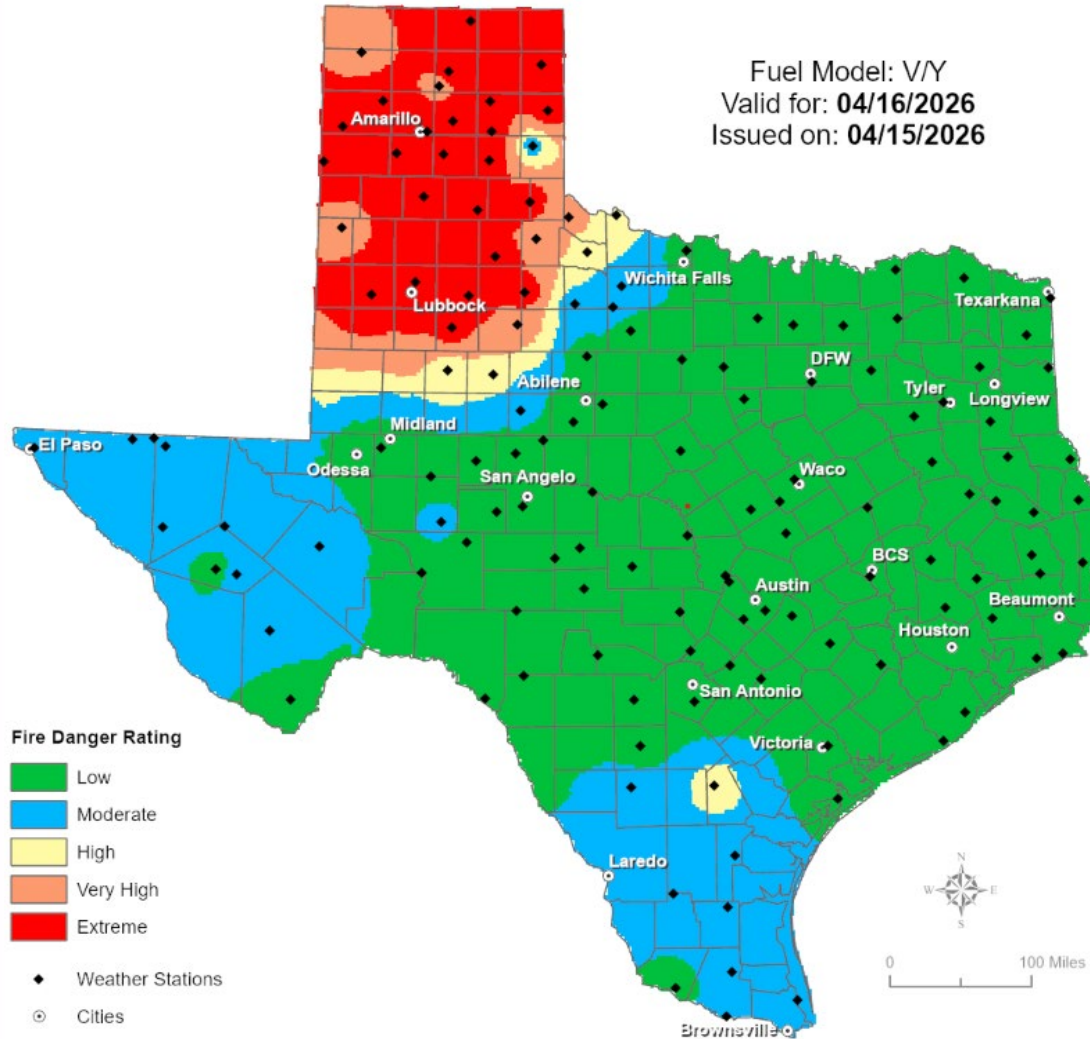 Fuel Model: V/Y
Valid for: 04/16/2026
Issued on: 04/15/2026
Amarillo
Wichita Falls
Lubbock
Texarkana
DFW
Abilene
Tyler
Longview
Midland
El Paso
Odessa
San Angelo
Waco
BCS
Austin
Beaumont
Houston
San Antonio
Victoria
Laredo
Brownsville
Fire Danger Rating
Low
Moderate
High
Very High
Extreme
Weather Stations
Cities
N
W E
S
0 100 Miles